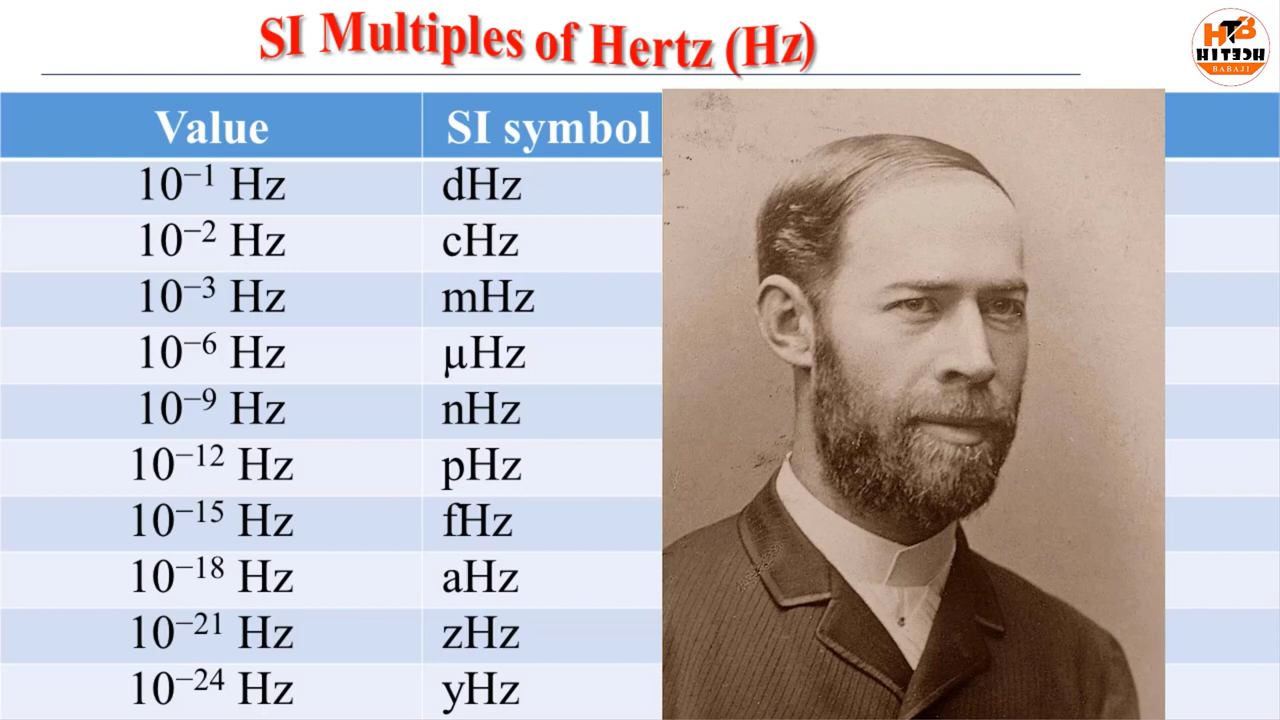 SI Multiples of Hertz (Hz)
HTB
HITECH
BABAJI
Value SI symbol
10⁻¹ Hz dHz
10⁻² Hz cHz
10⁻³ Hz mHz
10⁻⁶ Hz µHz
10⁻⁹ Hz nHz
10⁻¹² Hz pHz
10⁻¹⁵ Hz fHz
10⁻¹⁸ Hz aHz
10⁻²¹ Hz zHz
10⁻²⁴ Hz yHz